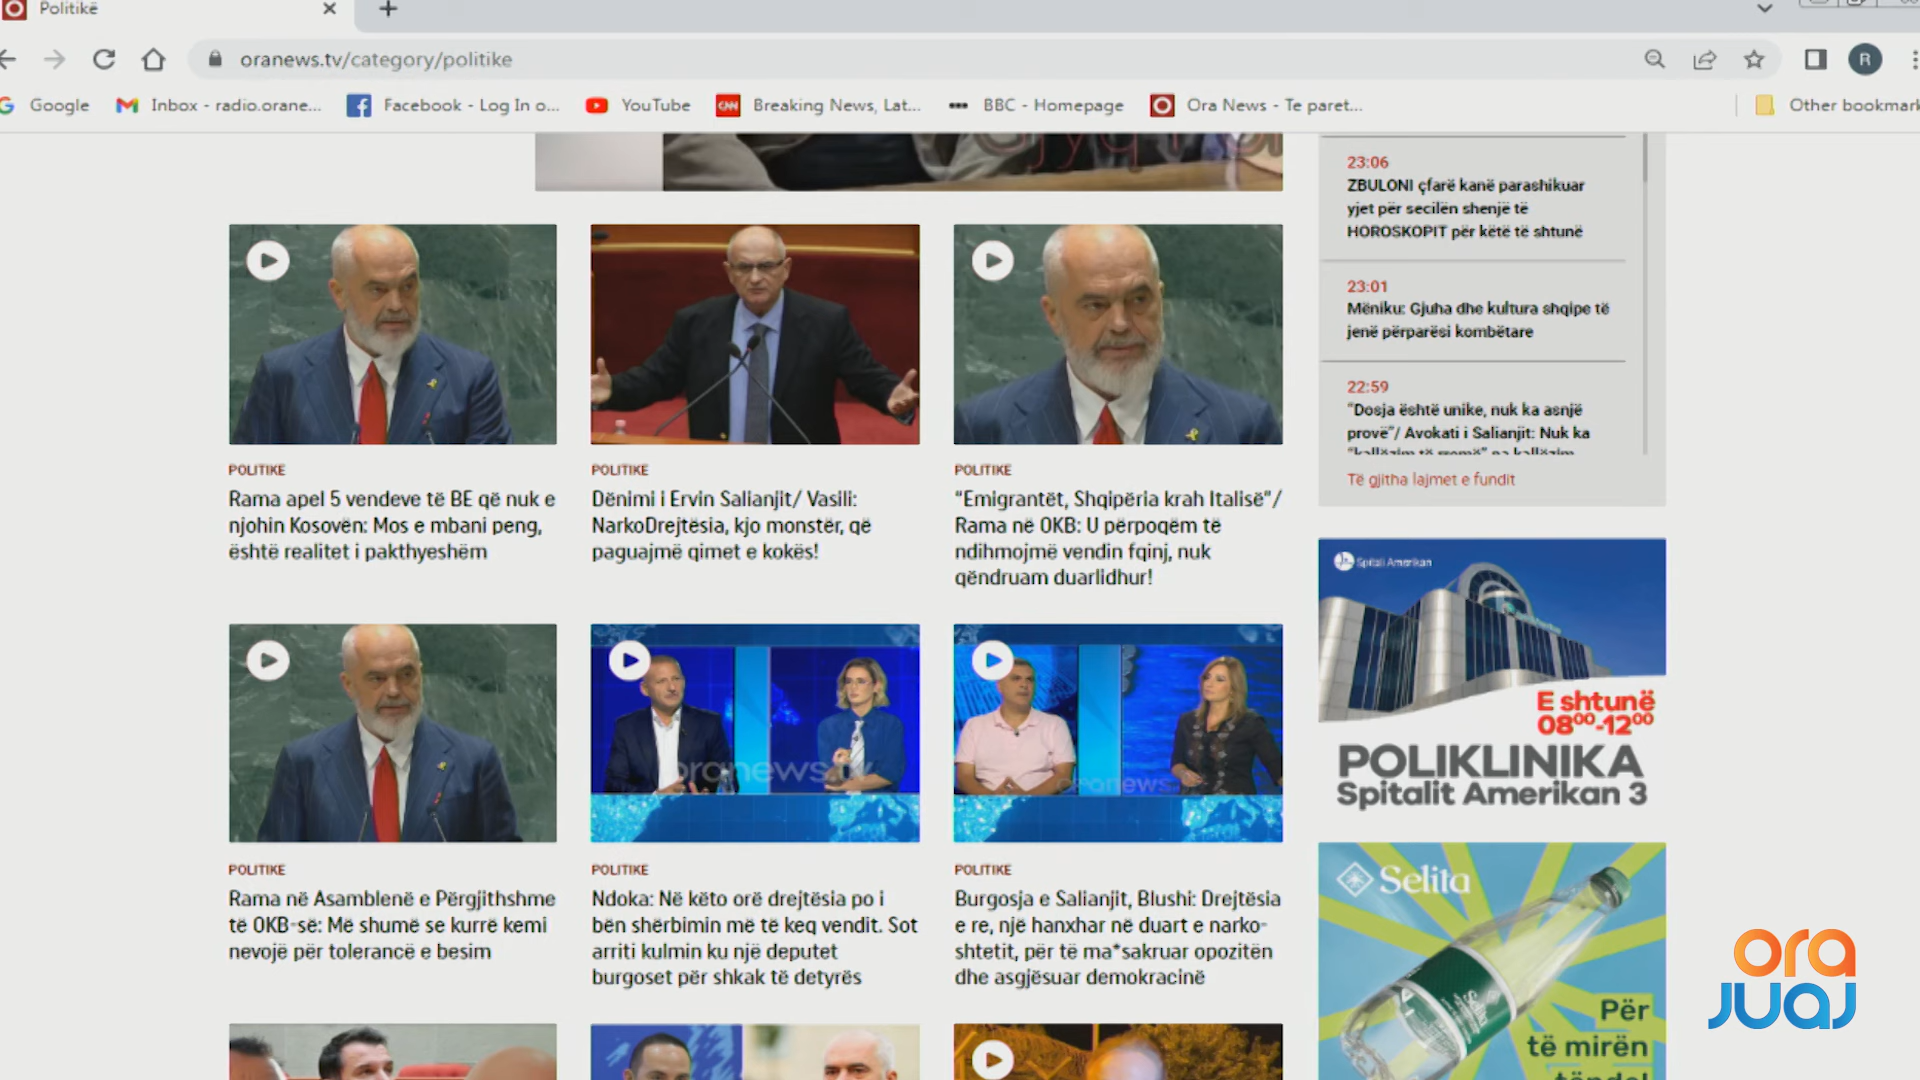 Politikë
oranews.tv/category/politike
R
Google
Inbox - radio.orane...
Facebook - Log In o...
YouTube
CNN
Breaking News, Lat...
BBC - Homepage
Ora News - Te paret...
Other bookmark
POLITIKE
Rama apel 5 vendeve të BE që nuk e
njohin Kosovën: Mos e mbani peng,
është realitet i pakthyeshëm
POLITIKE
Dënimi i Ervin Salianjit/ Vasili:
NarkoDrejtësia, kjo monstër, që
paguajmë qimet e kokës!
POLITIKE
“Emigrantët, Shqipëria krah Italisë”/
Rama në OKB: U përpoqëm të
ndihmojmë vendin fqinj, nuk
qëndruam duarlidhur!
oranews.tv
oranews
POLITIKE
Rama në Asamblenë e Përgjithshme
të OKB-së: Më shumë se kurrë kemi
nevojë për tolerancë e besim
POLITIKE
Ndoka: Në këto orë drejtësia po i
bën shërbimin më të keq vendit. Sot
arriti kulmin ku një deputet
burgoset për shkak të detyrës
POLITIKE
Burgosja e Salianjit, Blushi: Drejtësia
e re, një hanxhar në duart e narko-
shtetit, për të ma*sakruar opozitën
dhe asgjësuar demokracinë
23:06
ZBULONI çfarë kanë parashikuar
yjet për secilën shenjë të
HOROSKOPIT për këtë të shtunë
23:01
Mëniku: Gjuha dhe kultura shqipe të
jenë përparësi kombëtare
22:59
“Dosja është unike, nuk ka asnjë
provë”/ Avokati i Salianjit: Nuk ka
Të gjitha lajmet e fundit
Spitali Amerikan
E shtunë
08⁰⁰-12⁰⁰
POLIKLINIKA
Spitalit Amerikan 3
Selita
Selita
Për
të mirën
ora
juaj